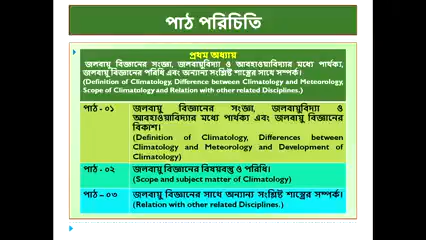 পাঠ পরিচিতি
প্রথম অধ্যায়
জলবায়ু বিজ্ঞানের সংজ্ঞা, জলবায়ুবিদ্যা ও আবহাওয়াবিদ্যার মধ্যে পার্থক্য,
জলবায়ু বিজ্ঞানের পরিধি এবং অন্যান্য সংশ্লিষ্ট শাস্ত্রের সাথে সম্পর্ক।
(Definition of Climatology, Difference between Climatology and Meteorology,
Scope of Climatology and Relation with other related Disciplines.)
পাঠ - ০১ জলবায়ু বিজ্ঞানের সংজ্ঞা, জলবায়ুবিদ্যা ও
আবহাওয়াবিদ্যার মধ্যে পার্থক্য এবং জলবায়ু বিজ্ঞানের
বিকাশ।
(Definition of Climatology, Differences between
Climatology and Meteorology and Development of
Climatology)
পাঠ - ০২ জলবায়ু বিজ্ঞানের বিষয়বস্তু ও পরিধি।
(Scope and subject matter of Climatology)
পাঠ – ০৩ জলবায়ু বিজ্ঞানের সাথে অন্যান্য সংশ্লিষ্ট শাস্ত্রের সম্পর্ক।
(Relation with other related Disciplines.)